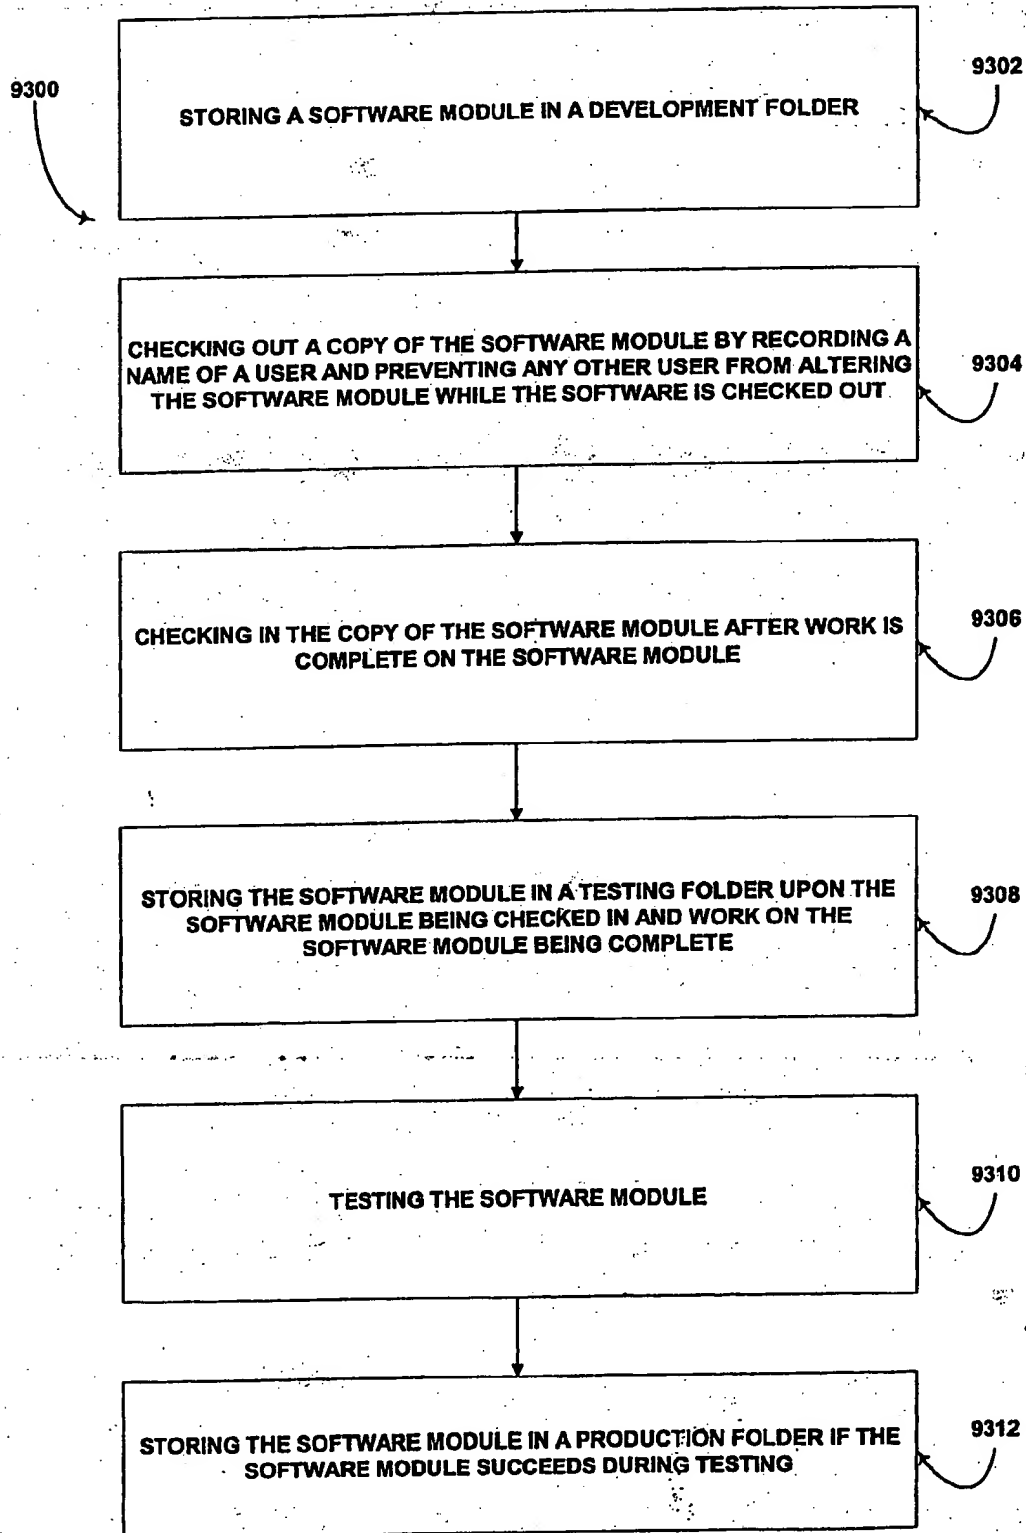 9300
9302
STORING A SOFTWARE MODULE IN A DEVELOPMENT FOLDER
CHECKING OUT A COPY OF THE SOFTWARE MODULE BY RECORDING A
NAME OF A USER AND PREVENTING ANY OTHER USER FROM ALTERING
THE SOFTWARE MODULE WHILE THE SOFTWARE IS CHECKED OUT
9304
CHECKING IN THE COPY OF THE SOFTWARE MODULE AFTER WORK IS
COMPLETE ON THE SOFTWARE MODULE
9306
STORING THE SOFTWARE MODULE IN A TESTING FOLDER UPON THE
SOFTWARE MODULE BEING CHECKED IN AND WORK ON THE
SOFTWARE MODULE BEING COMPLETE
9308
TESTING THE SOFTWARE MODULE
9310
STORING THE SOFTWARE MODULE IN A PRODUCTION FOLDER IF THE
SOFTWARE MODULE SUCCEEDS DURING TESTING
9312